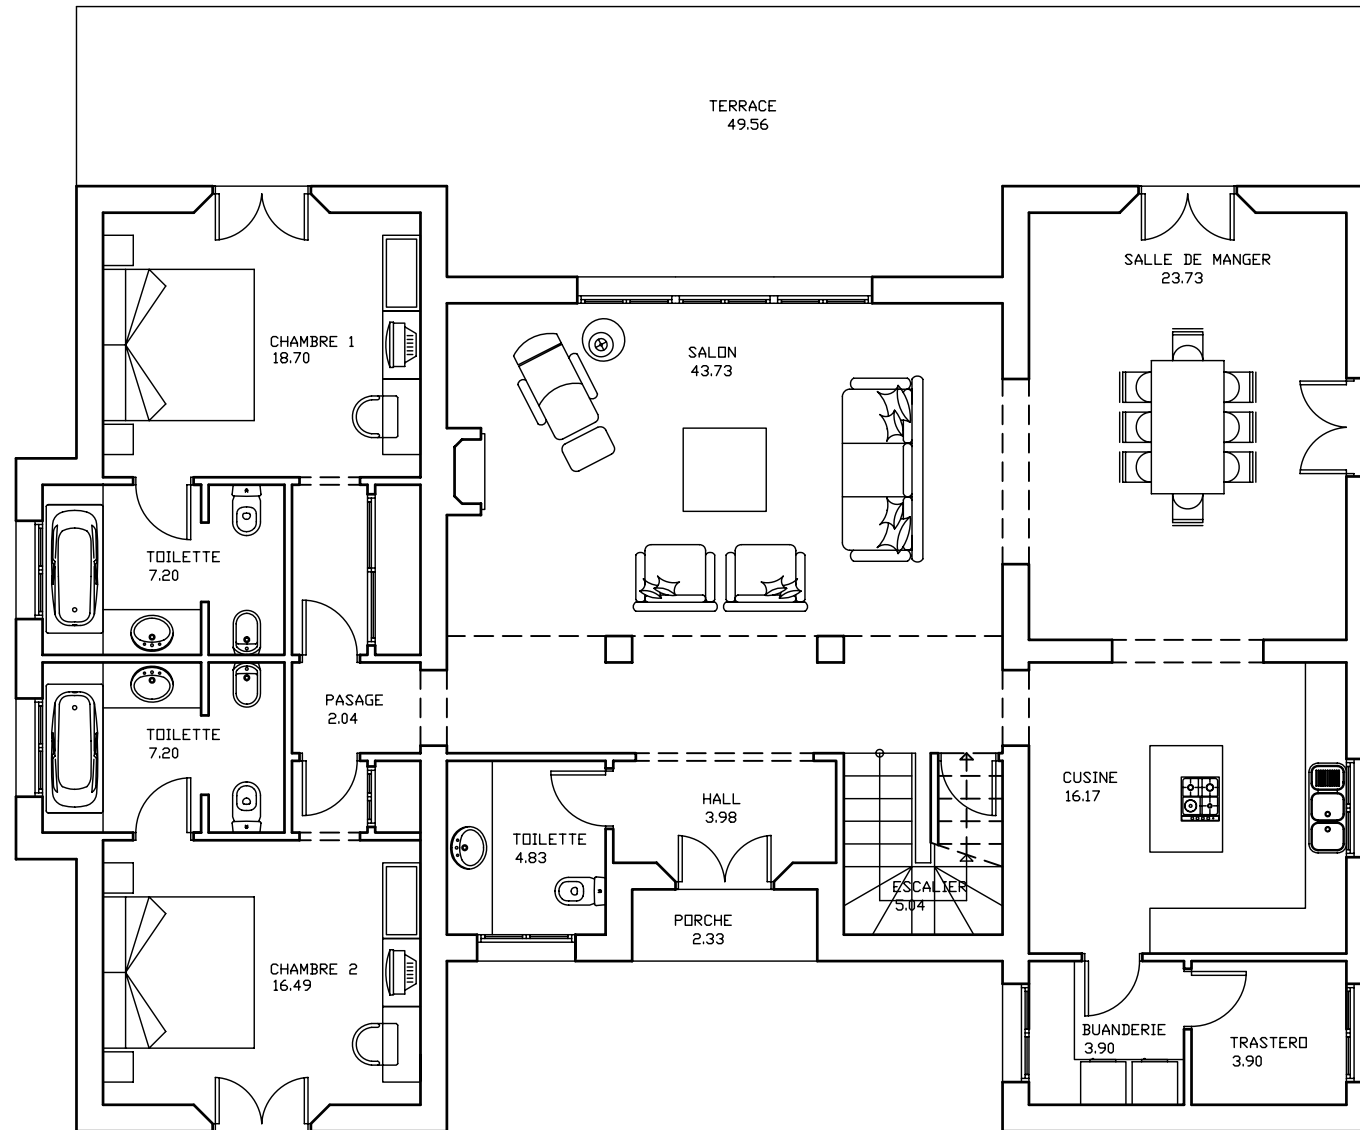 TERRACE
49.56
SALLE DE MANGER
23.73
CHAMBRE 1
18.70
SALON
43.73
TOILETTE
7.20
PASAGE
2.04
TOILETTE
7.20
CUSINE
16.17
HALL
3.98
TOILETTE
4.83
ESCALIER
5.04
PORCHE
2.33
CHAMBRE 2
16.49
BUANDERIE
3.90
TRASTERO
3.90